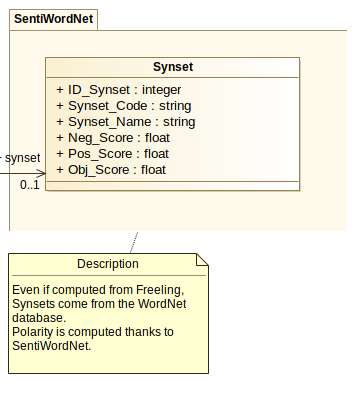 SentiWordNet
Synset
+ ID_Synset : integer
+ Synset_Code : string
+ Synset_Name : string
+ Neg_Score : float
+ Pos_Score : float
+ Obj_Score : float
+ synset
0..1
Description
Even if computed from Freeling,
Synsets come from the WordNet
database.
Polarity is computed thanks to
SentiWordNet.